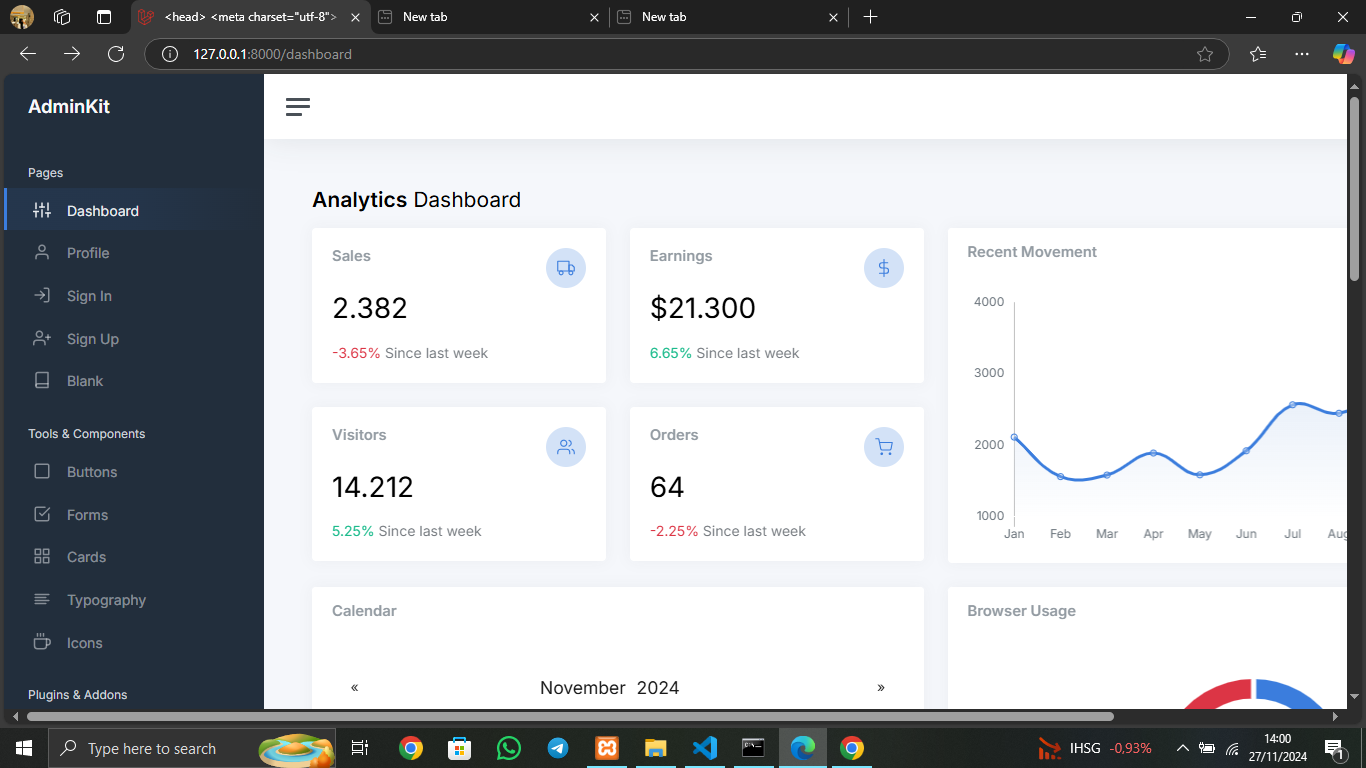 <head> <meta charset="utf-8">
New tab
New tab
127.0.0.1:8000/dashboard
AdminKit
Pages
Dashboard
Profile
Sign In
Sign Up
Blank
Tools & Components
Buttons
Forms
Cards
Typography
Icons
Plugins & Addons
Analytics Dashboard
Sales
2.382
-3.65% Since last week
Earnings
$21.300
6.65% Since last week
Visitors
14.212
5.25% Since last week
Orders
64
-2.25% Since last week
Recent Movement
4000
3000
2000
1000
Jan Feb Mar Apr May Jun Jul Aug
Calendar
« November 2024 »
Browser Usage
Type here to search
IHSG -0,93%
14:00
27/11/2024
1